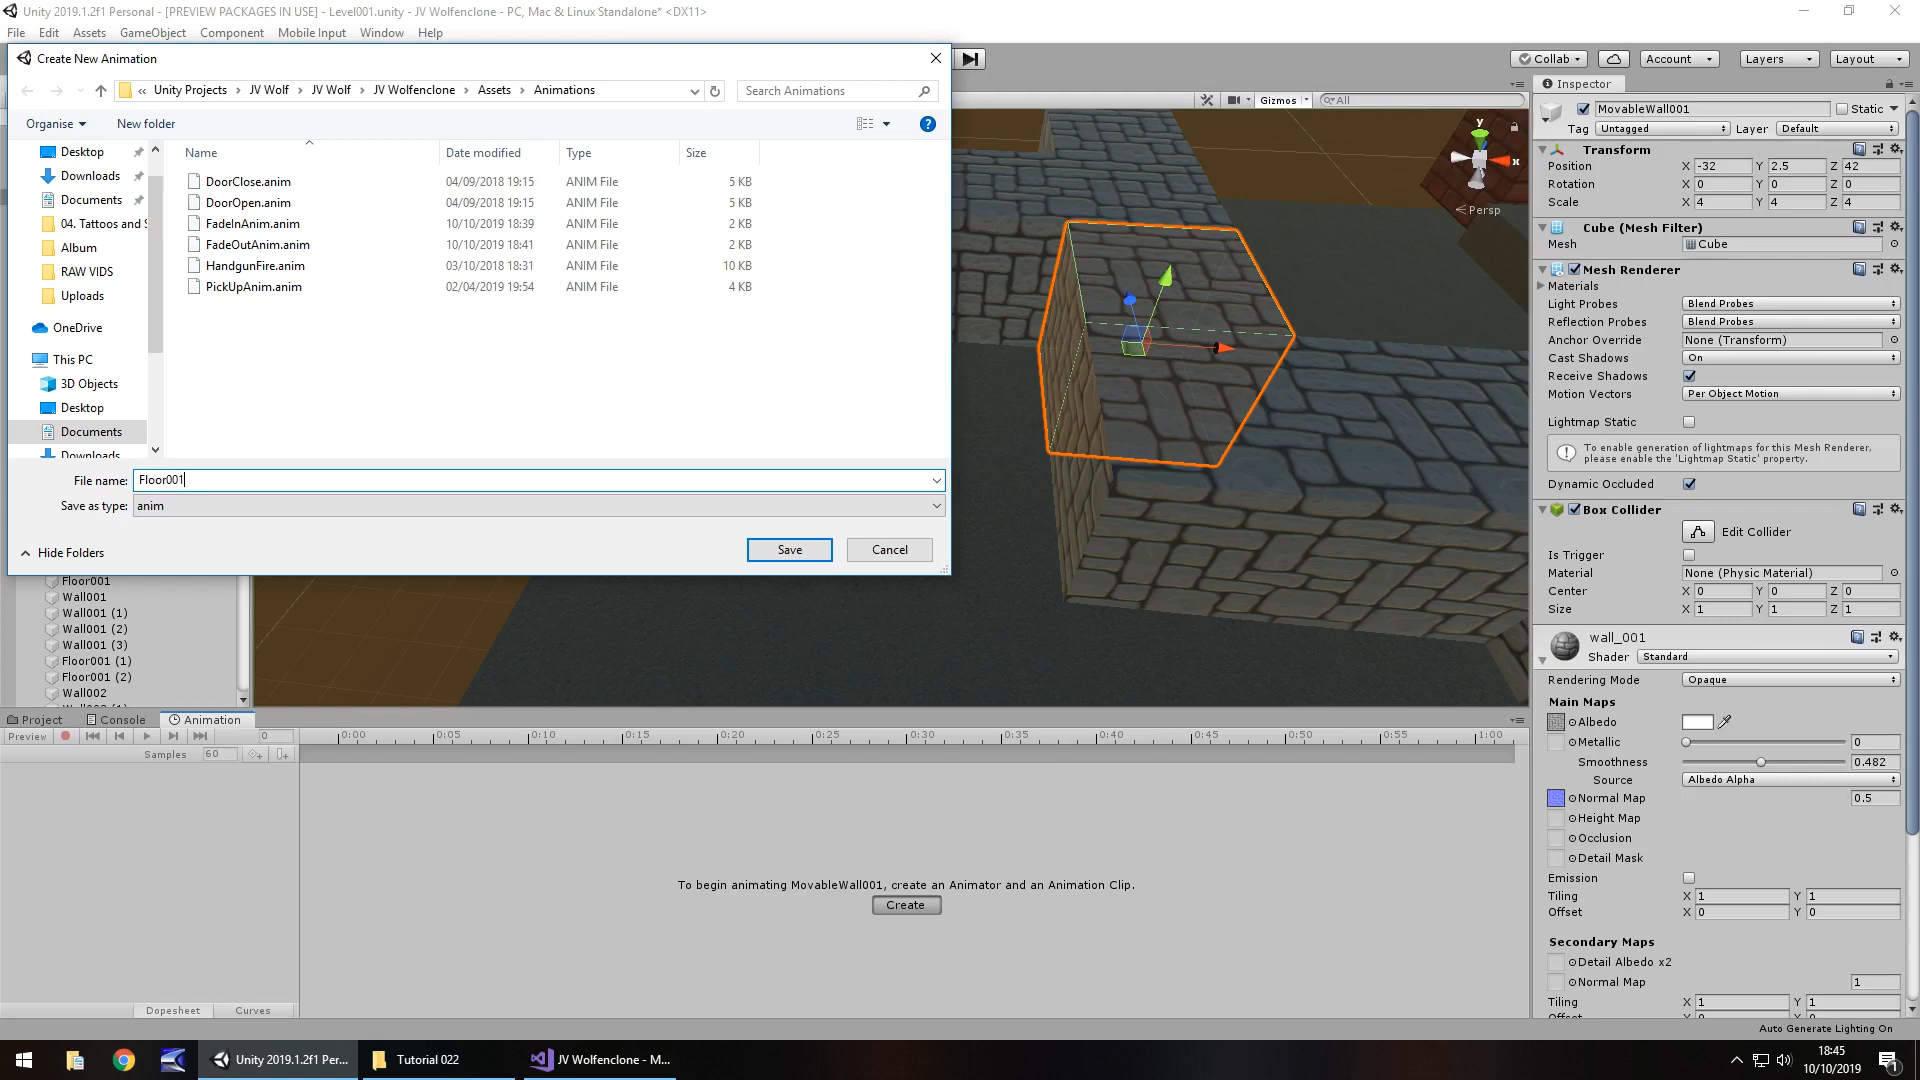 Unity 2019.1.2f1 Personal - [PREVIEW PACKAGES IN USE] - Level001.unity - JV Wolfenclone - PC, Mac & Linux Standalone* <DX11>
File Edit Assets GameObject Component Mobile Input Window Help
Create New Animation
« Unity Projects > JV Wolf > JV Wolf > JV Wolfenclone > Assets > Animations
Search Animations
Organise New folder
Name Date modified Type Size
DoorClose.anim 04/09/2018 19:15 ANIM File 5 KB
DoorOpen.anim 04/09/2018 19:15 ANIM File 5 KB
FadeInAnim.anim 10/10/2019 18:39 ANIM File 2 KB
FadeOutAnim.anim 10/10/2019 18:41 ANIM File 2 KB
HandgunFire.anim 03/10/2018 18:31 ANIM File 10 KB
PickUpAnim.anim 02/04/2019 19:54 ANIM File 4 KB
Desktop
Downloads
Documents
04. Tattoos and S
Album
RAW VIDS
Uploads
OneDrive
This PC
3D Objects
Desktop
Documents
Downloads
File name: Floor001
Save as type: anim
Hide Folders
Save Cancel
Collab Account Layers Layout
Gizmos All
y
x
Persp
Floor001
Wall001
Wall001 (1)
Wall001 (2)
Wall001 (3)
Floor001 (1)
Floor001 (2)
Wall002
Project Console Animation
Preview 0
0:00 0:05 0:10 0:15 0:20 0:25 0:30 0:35 0:40 0:45 0:50 0:55 1:00
Samples 60
To begin animating MovableWall001, create an Animator and an Animation Clip.
Create
Dopesheet Curves
Inspector
MovableWall001 Static
Tag Untagged Layer Default
Transform
Position X -32 Y 2.5 Z 42
Rotation X 0 Y 0 Z 0
Scale X 4 Y 4 Z 4
Cube (Mesh Filter)
Mesh Cube
Mesh Renderer
Materials
Light Probes Blend Probes
Reflection Probes Blend Probes
Anchor Override None (Transform)
Cast Shadows On
Receive Shadows
Motion Vectors Per Object Motion
Lightmap Static
To enable generation of lightmaps for this Mesh Renderer,
please enable the 'Lightmap Static' property.
Dynamic Occluded
Box Collider
Edit Collider
Is Trigger
Material None (Physic Material)
Center X 0 Y 0 Z 0
Size X 1 Y 1 Z 1
wall_001
Shader Standard
Rendering Mode Opaque
Main Maps
Albedo
Metallic 0
Smoothness 0.482
Source Albedo Alpha
Normal Map 0.5
Height Map
Occlusion
Detail Mask
Emission
Tiling X 1 Y 1
Offset X 0 Y 0
Secondary Maps
Detail Albedo x2
Normal Map 1
Tiling X 1 Y 1
Offset X 0 Y 0
Auto Generate Lighting On
Unity 2019.1.2f1 Pers... Tutorial 022 JV Wolfenclone - M...
18:45
10/10/2019
1